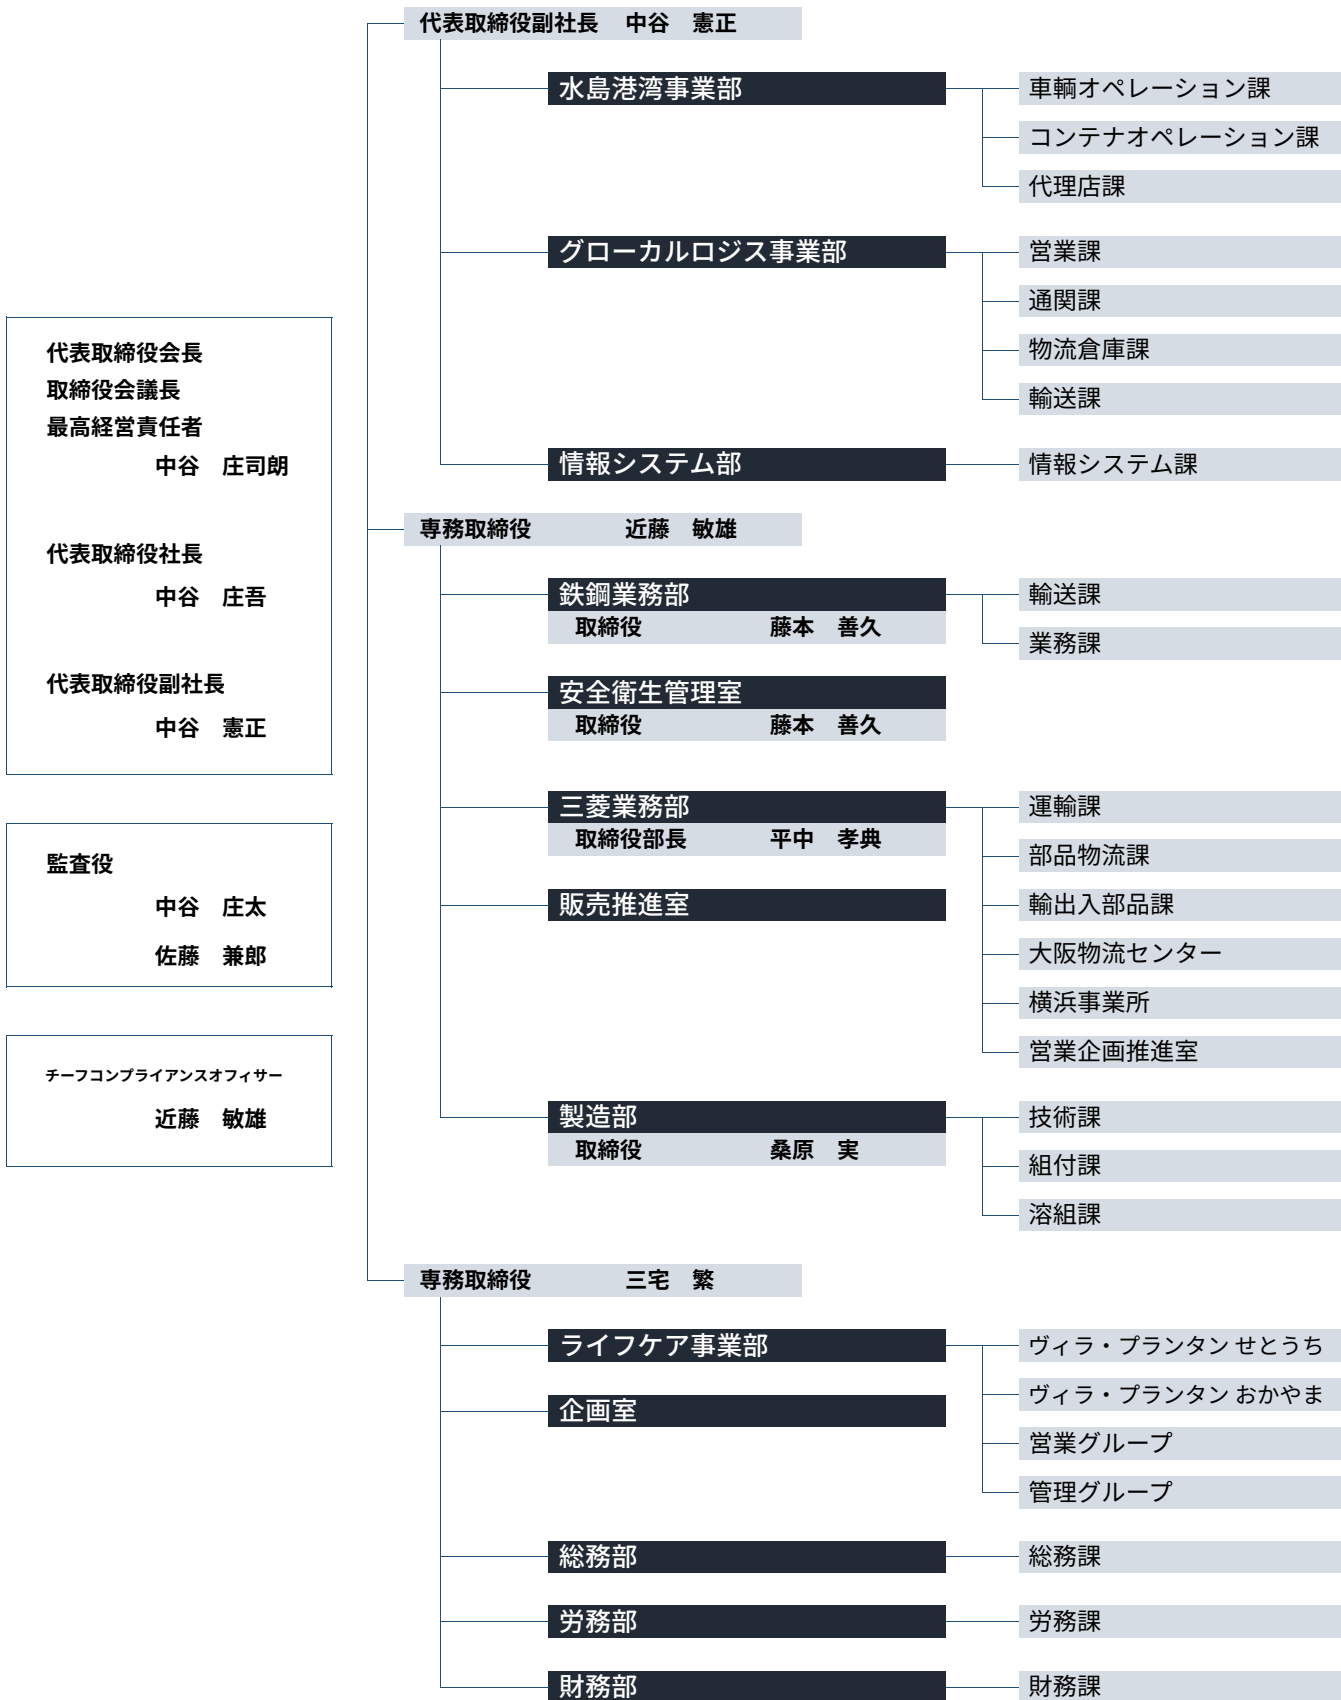 代表取締役会長
取締役会議長
最高経営責任者
中谷　庄司朗
代表取締役社長
中谷　庄吾
代表取締役副社長
中谷　憲正
監査役
中谷　庄太
佐藤　兼郎
チーフコンプライアンスオフィサー
近藤　敏雄
代表取締役副社長　中谷　憲正
水島港湾事業部
車輌オペレーション課
コンテナオペレーション課
代理店課
グローカルロジス事業部
営業課
通関課
物流倉庫課
輸送課
情報システム部
情報システム課
専務取締役　近藤　敏雄
鉄鋼業務部
取締役　藤本　善久
輸送課
業務課
安全衛生管理室
取締役　藤本　善久
三菱業務部
取締役部長　平中　孝典
運輸課
部品物流課
輸出入部品課
大阪物流センター
横浜事業所
営業企画推進室
販売推進室
製造部
取締役　桑原　実
技術課
組付課
溶組課
専務取締役　三宅　繁
ライフケア事業部
ヴィラ・プランタン せとうち
ヴィラ・プランタン おかやま
営業グループ
管理グループ
企画室
総務部
総務課
労務部
労務課
財務部
財務課